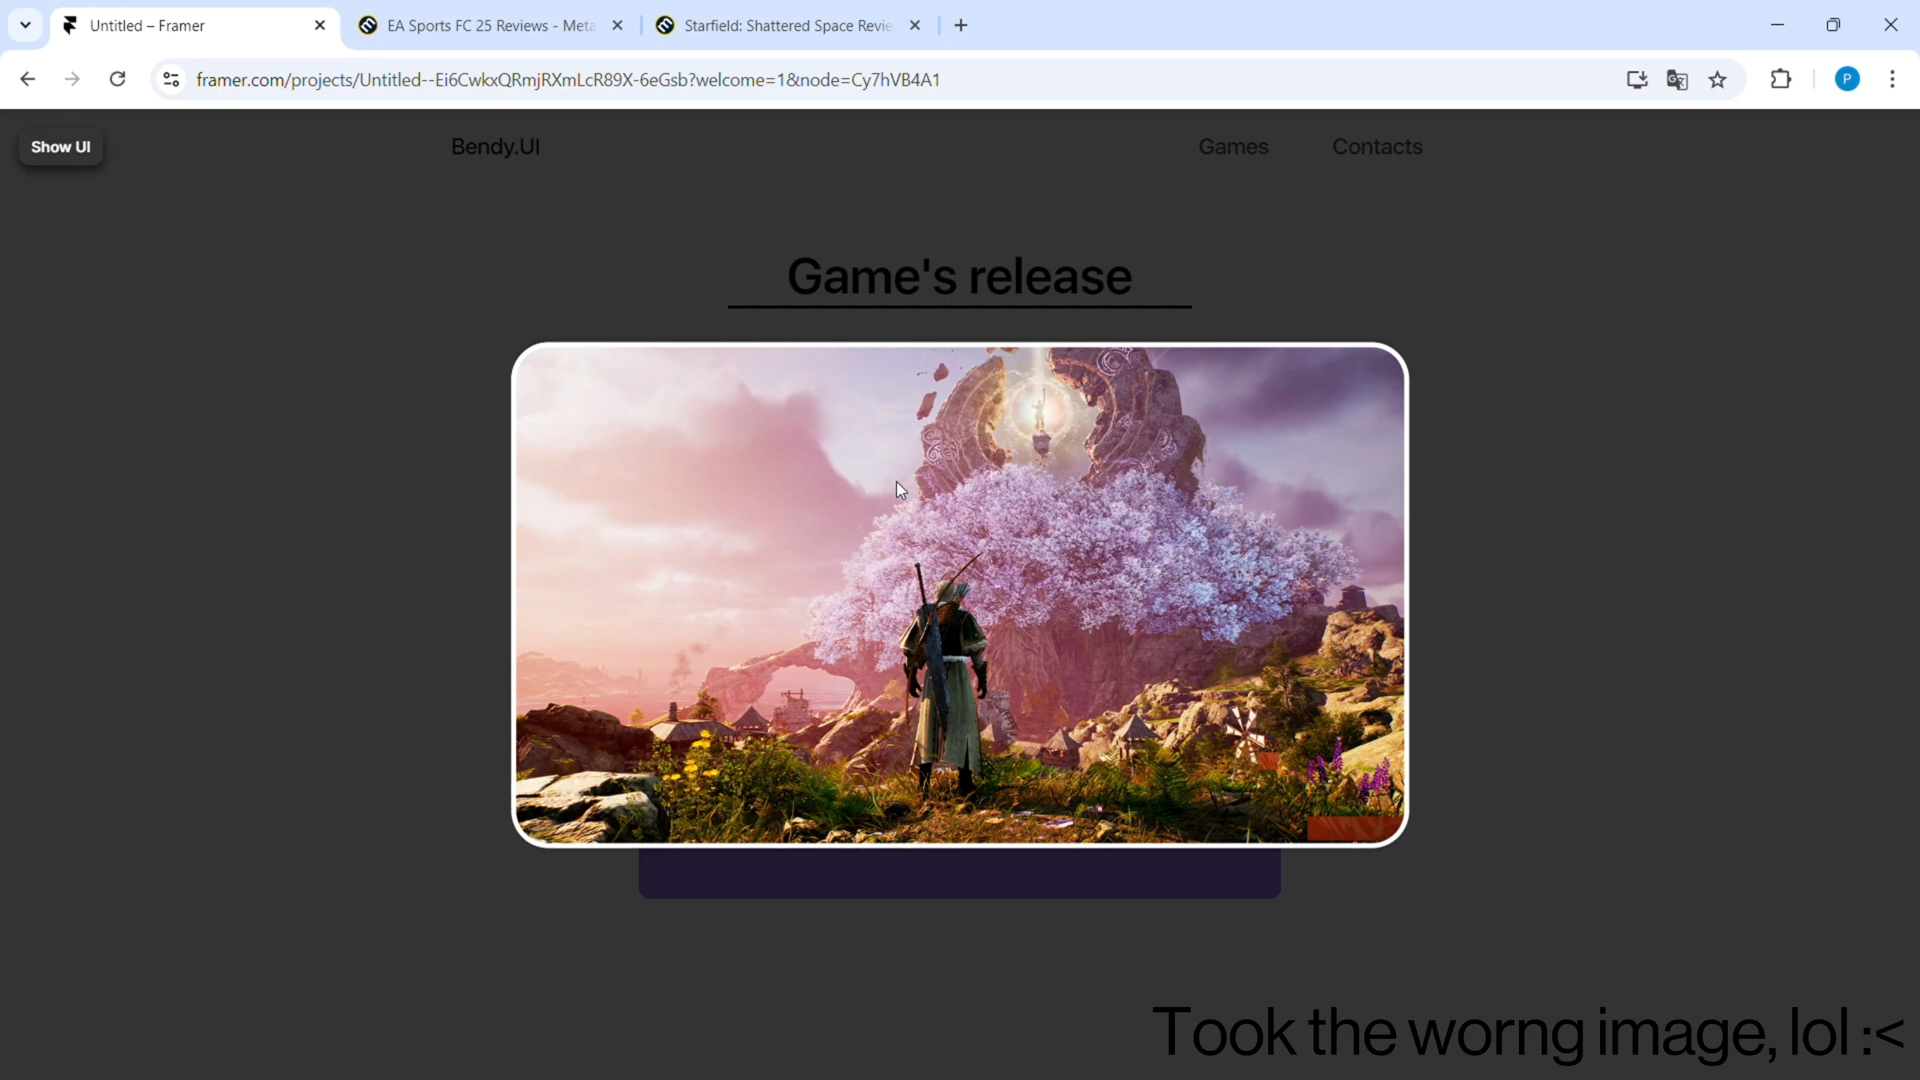 Untitled – Framer
EA Sports FC 25 Reviews - Meta
Starfield: Shattered Space Revie
framer.com/projects/Untitled--Ei6CwkxQRmjRXmLcR89X-6eGsb?welcome=1&node=Cy7hVB4A1
P
Show UI
Bendy.UI
Games
Contacts
Game's release
Took the worng image, lol :<